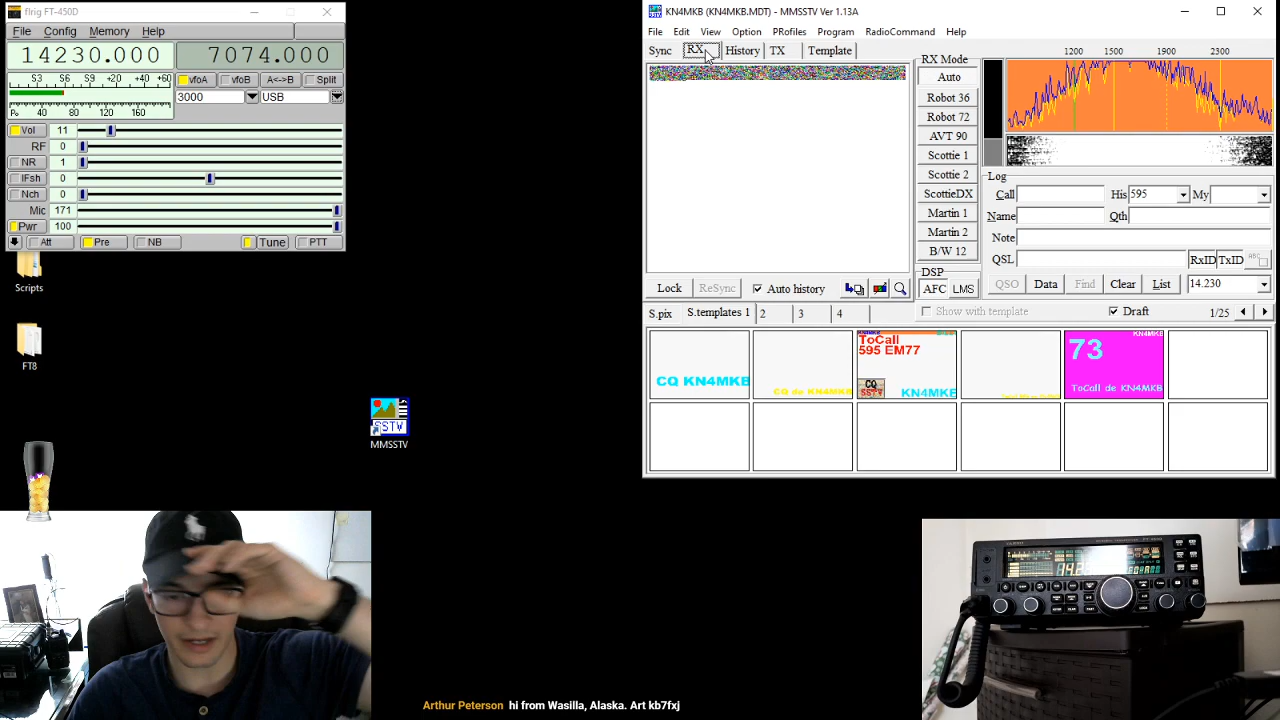 flrig FT-450D
File Config Memory Help
14230.000 7074.000
S3 S6 S9 +20 +40 +60
Po 40 80 120 160
vfoA vfoB A<->B Split
3000 USB
Vol 11
RF 0
NR 1
IFsh 0
Nch 0
Mic 171
Pwr 100
Att Pre NB Tune PTT
Scripts
FT8
SSTV
MMSSTV
KN4MKB (KN4MKB.MDT) - MMSSTV Ver 1.13A
File Edit View Option PRofiles Program RadioCommand Help
Sync RX History TX Template
RX Mode
Auto
Robot 36
Robot 72
AVT 90
Scottie 1
Scottie 2
ScottieDX
Martin 1
Martin 2
B/W 12
DSP
AFC LMS
1200 1500 1900 2300
Log
Call His 595 My
Name Qth
Note
QSL RxID TxID
QSO Data Find Clear List 14.230
Lock ReSync Auto history
S.pix S.templates 1 2 3 4
Show with template Draft 1/25
CQ KN4MKB
CQ de KN4MKB
ToCall
595 EM77
CQ
SSTV
KN4MKB
KN4MKB
73
ToCall de KN4MKB
Arthur Peterson hi from Wasilla, Alaska. Art kb7fxj